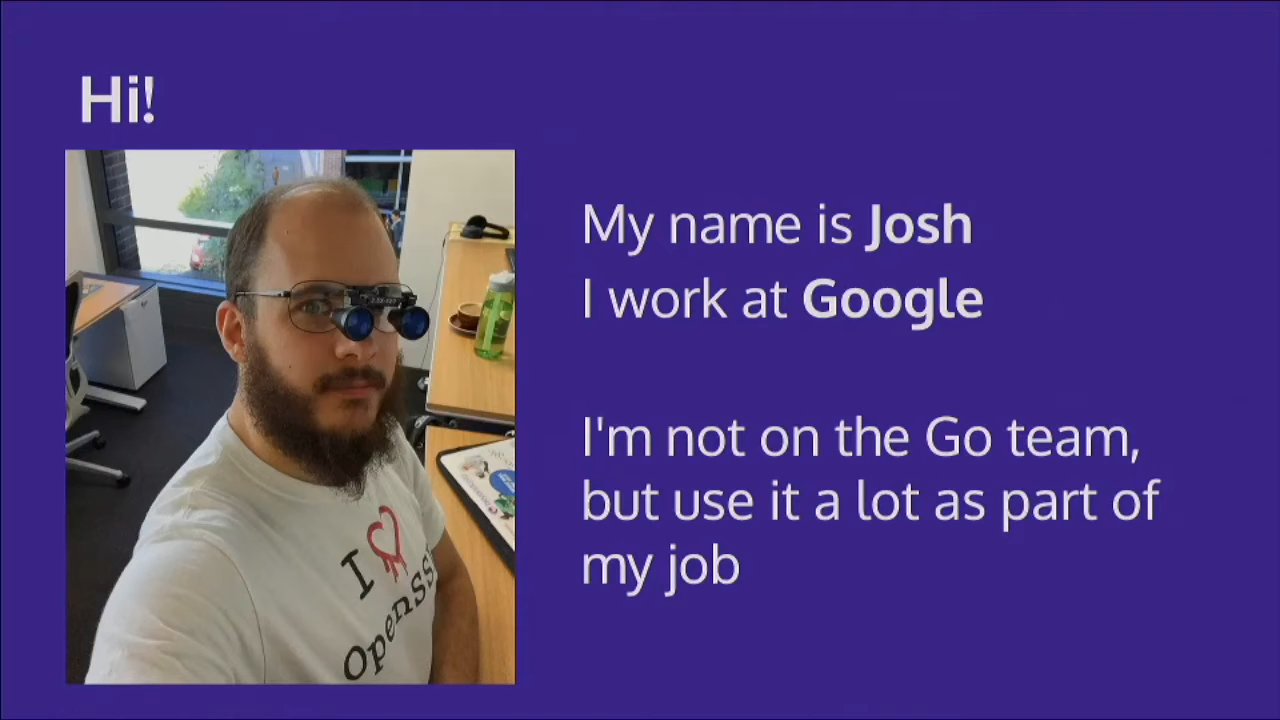 Hi!
My name is Josh
I work at Google
I'm not on the Go team,
but use it a lot as part of
my job
I
OpenSS